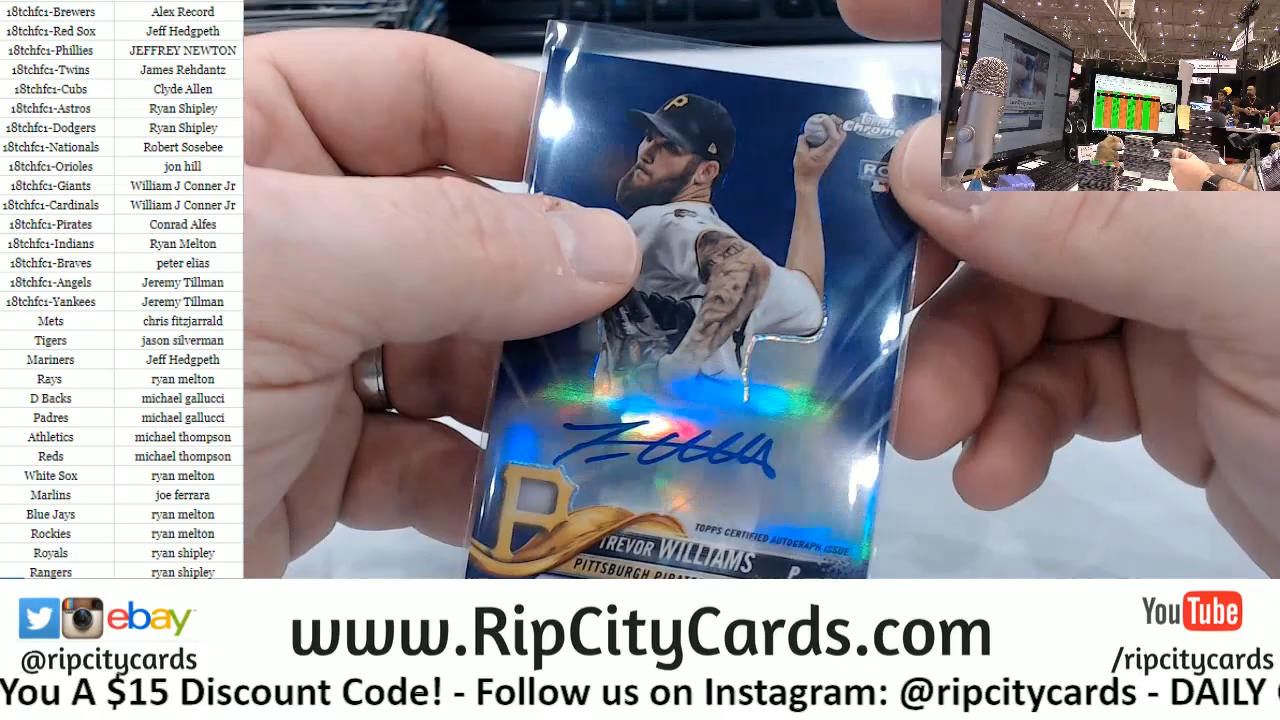 18tchfc1-Brewers Alex Record
18tchfc1-Red Sox Jeff Hedgpeth
18tchfc1-Phillies JEFFREY NEWTON
18tchfc1-Twins James Rehdantz
18tchfc1-Cubs Clyde Allen
18tchfc1-Astros Ryan Shipley
18tchfc1-Dodgers Ryan Shipley
18tchfc1-Nationals Robert Sosebee
18tchfc1-Orioles jon hill
18tchfc1-Giants William J Conner Jr
18tchfc1-Cardinals William J Conner Jr
18tchfc1-Pirates Conrad Alfes
18tchfc1-Indians Ryan Melton
18tchfc1-Braves peter elias
18tchfc1-Angels Jeremy Tillman
18tchfc1-Yankees Jeremy Tillman
Mets chris fitzjarrald
Tigers jason silverman
Mariners Jeff Hedgpeth
Rays ryan melton
D Backs michael gallucci
Padres michael gallucci
Athletics michael thompson
Reds michael thompson
White Sox ryan melton
Marlins joe ferrara
Blue Jays ryan melton
Rockies ryan melton
Royals ryan shipley
Rangers ryan shipley
P
Topps
Chrome
P
TOPPS CERTIFIED AUTOGRAPH ISSUE
TREVOR WILLIAMS P
PITTSBURGH
ebay
@ripcitycards
www.RipCityCards.com
YouTube
/ripcitycards
You A $15 Discount Code! - Follow us on Instagram: @ripcitycards - DAILY